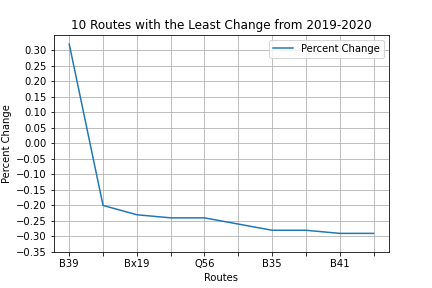 10 Routes with the Least Change from 2019-2020
Percent Change
0.30
0.25
0.20
0.15
0.10
0.05
0.00
−0.05
−0.10
−0.15
−0.20
−0.25
−0.30
−0.35
Percent Change
B39
Bx19
Q56
B35
B41
Routes